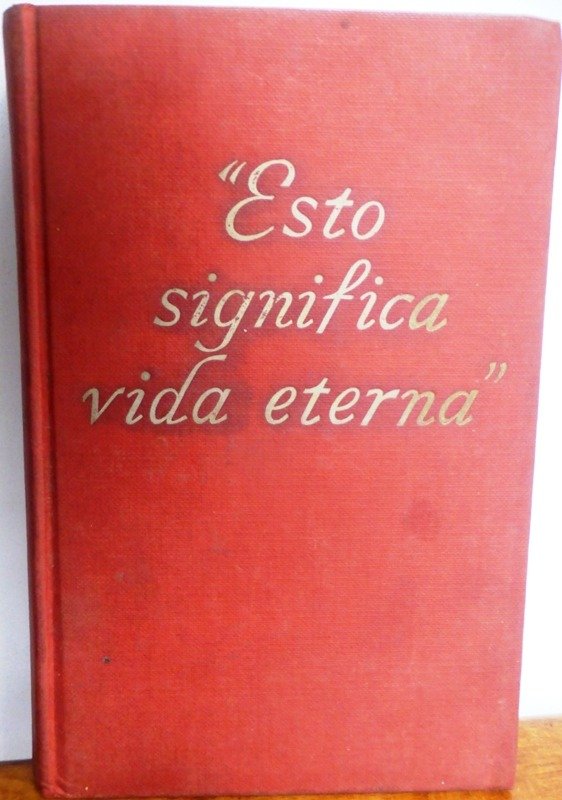 “Esto
significa
vida eterna”